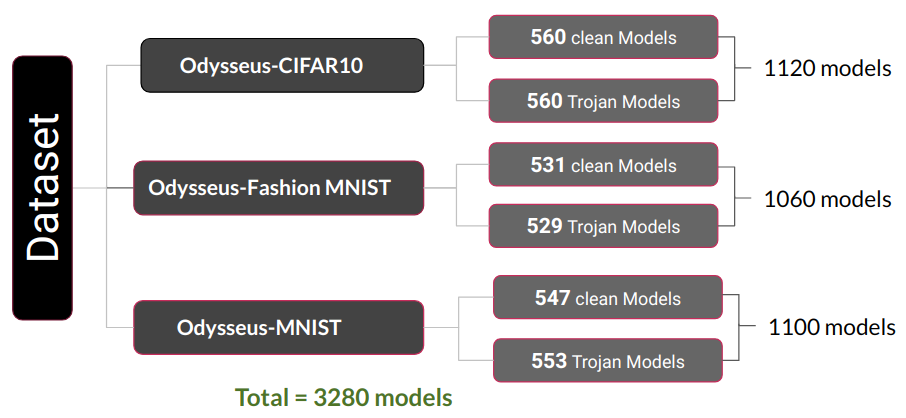 Dataset
Odysseus-CIFAR10
560 clean Models
560 Trojan Models
1120 models
Odysseus-Fashion MNIST
531 clean Models
529 Trojan Models
1060 models
Odysseus-MNIST
547 clean Models
553 Trojan Models
1100 models
Total = 3280 models